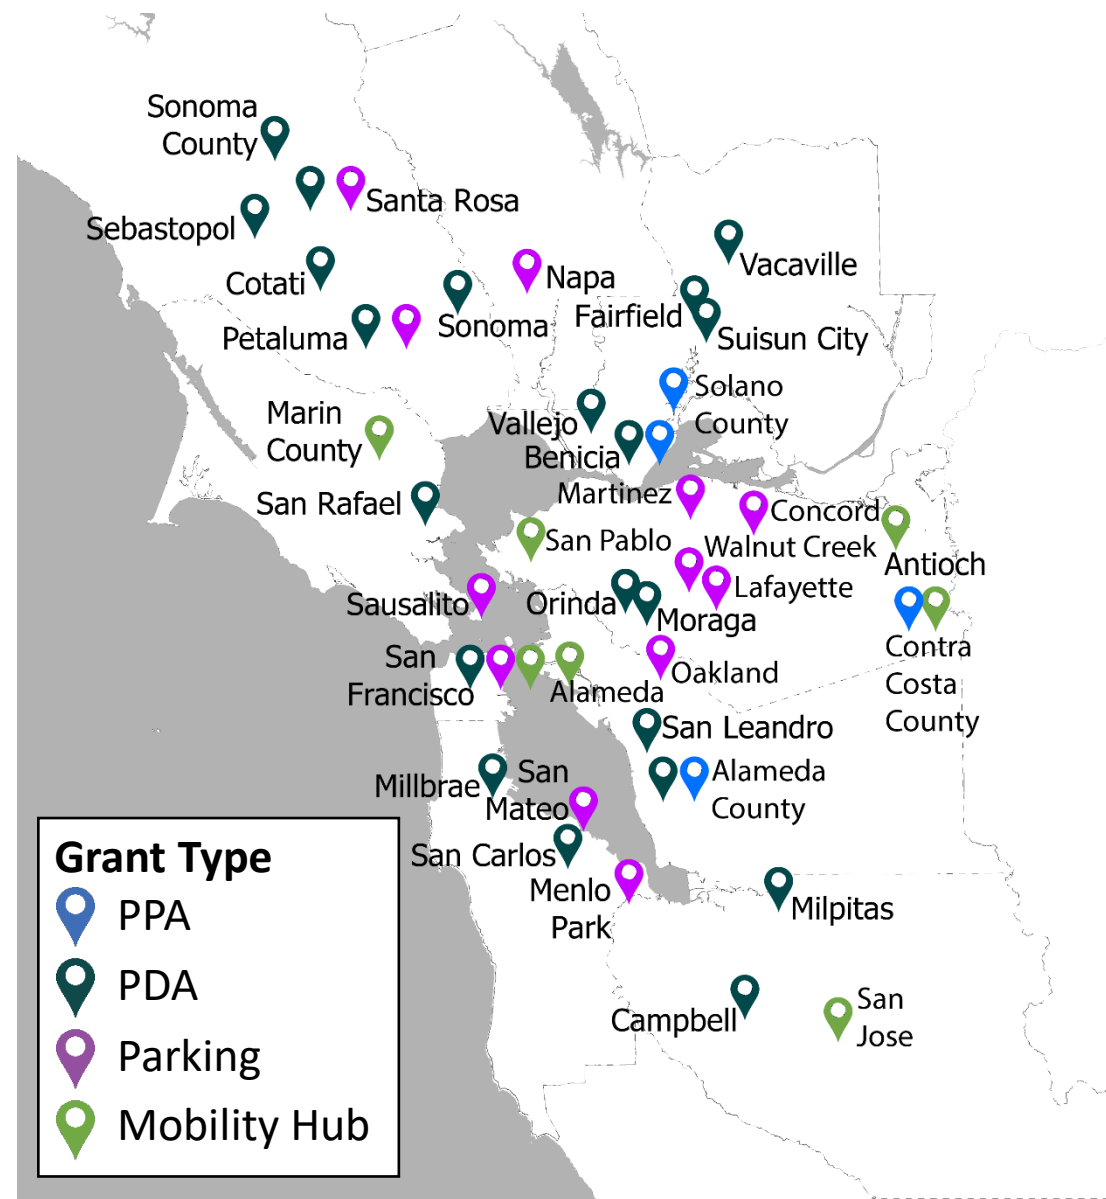 Sonoma
County
Santa Rosa
Sebastopol
Vacaville
Cotati
Napa
Fairfield
Sonoma
Petaluma
Suisun City
Solano
County
Marin
County
Vallejo
Benicia
Martinez
San Rafael
Concord
San Pablo
Walnut Creek
Antioch
Lafayette
Sausalito
Orinda
Moraga
Contra
Costa
County
San
Francisco
Oakland
Alameda
San Leandro
Millbrae
San
Mateo
Alameda
County
San Carlos
Menlo
Park
Milpitas
Campbell
San
Jose
Grant Type
PPA
PDA
Parking
Mobility Hub